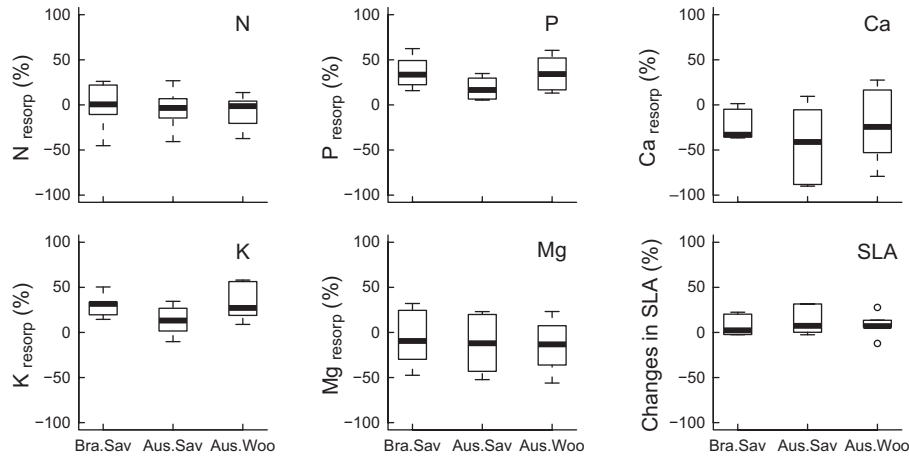 N
N resorp (%)
100
50
0
−50
−100
P
P resorp (%)
100
50
0
−50
−100
Ca
Ca resorp (%)
100
50
0
−50
−100
K
K resorp (%)
100
50
0
−50
−100
Bra.Sav Aus.Sav Aus.Woo
Mg
Mg resorp (%)
100
50
0
−50
−100
Bra.Sav Aus.Sav Aus.Woo
SLA
Changes in SLA (%)
100
50
0
−50
−100
Bra.Sav Aus.Sav Aus.Woo